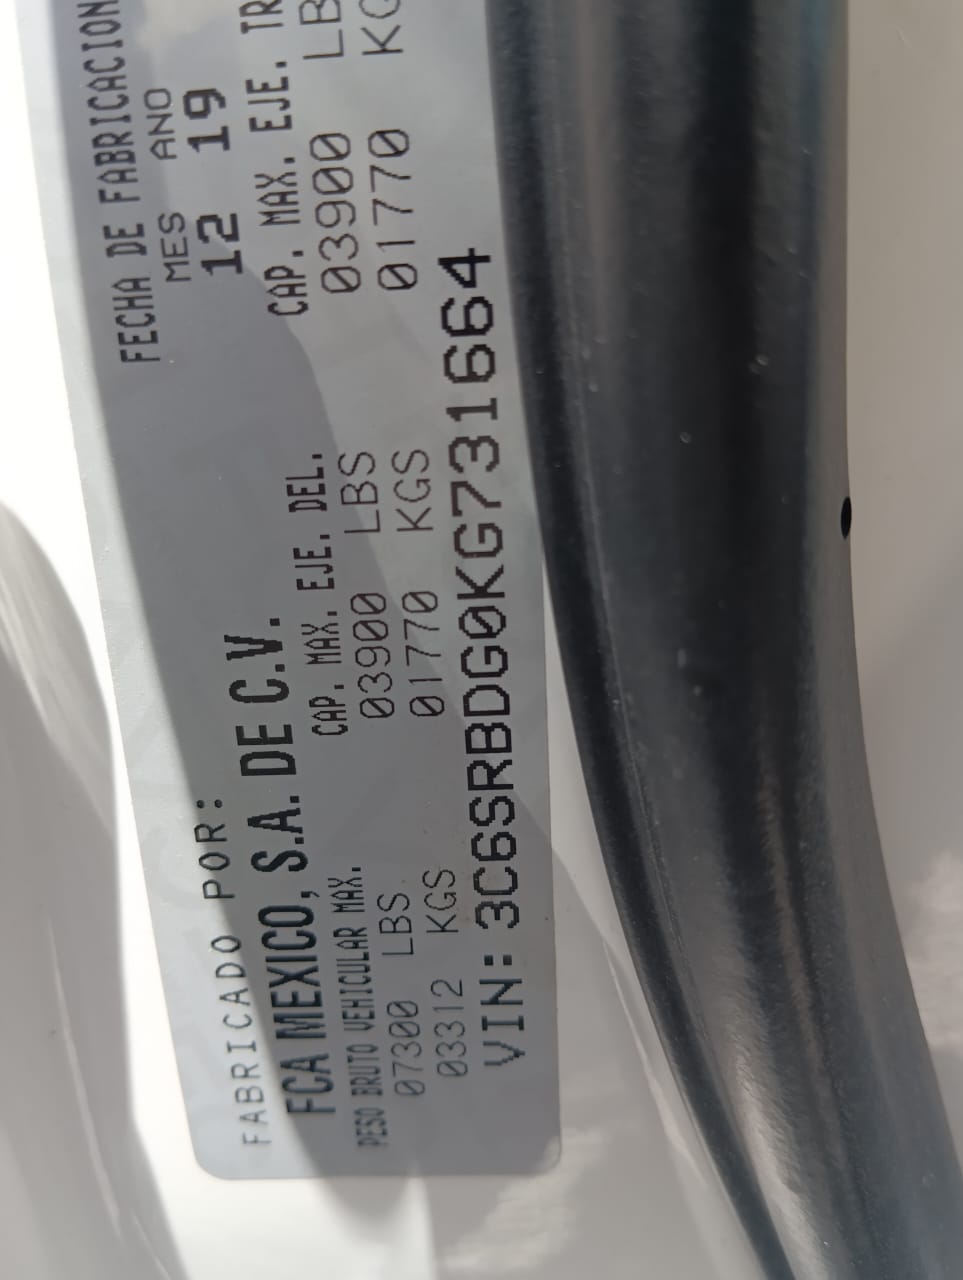 FABRICADO POR:
FCA MEXICO, S.A. DE C.V.
FECHA DE FABRICACION
MES ANO
12 19
PESO BRUTO VEHICULAR MAX.
07300 LBS
03312 KGS
CAP. MAX. EJE. DEL.
03900 LBS
01770 KGS
CAP. MAX. EJE. TR
03900 LB
01770 KG
VIN: 3C6SRBDG0KG731664